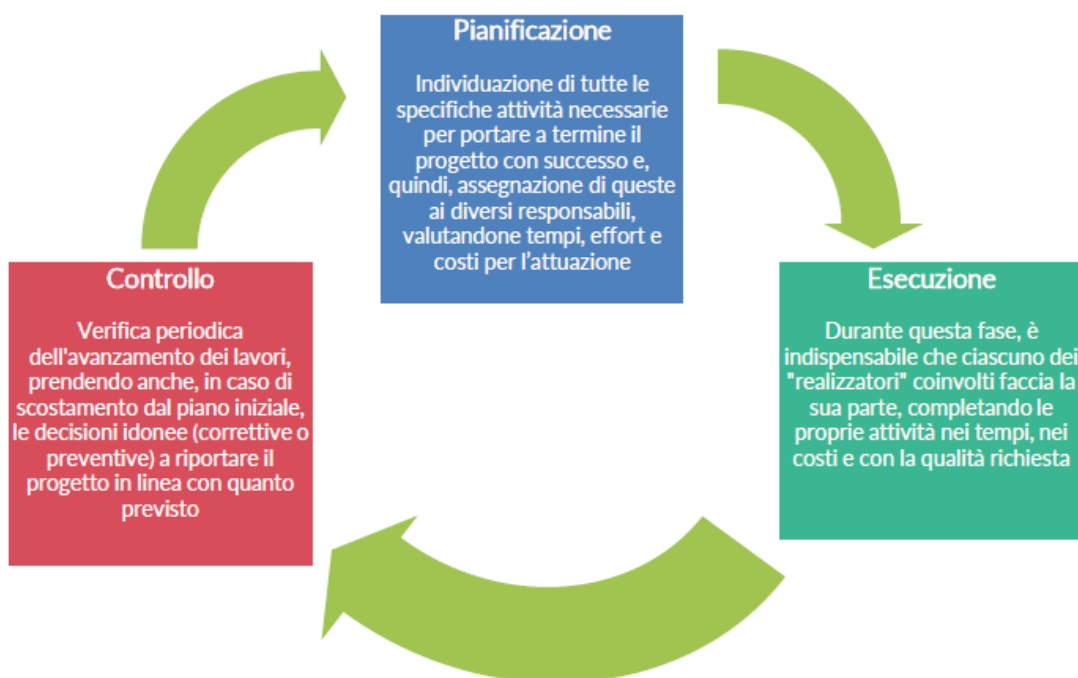 Pianificazione
Individuazione di tutte le
specifiche attività necessarie
per portare a termine il
progetto con successo e,
quindi, assegnazione di queste
ai diversi responsabili,
valutandone tempi, effort e
costi per l'attuazione
Esecuzione
Durante questa fase, è
indispensabile che ciascuno dei
"realizzatori" coinvolti faccia la
sua parte, completando le
proprie attività nei tempi, nei
costi e con la qualità richiesta
Controllo
Verifica periodica
dell'avanzamento dei lavori,
prendendo anche, in caso di
scostamento dal piano iniziale,
le decisioni idonee (correttive o
preventive) a riportare il
progetto in linea con quanto
previsto